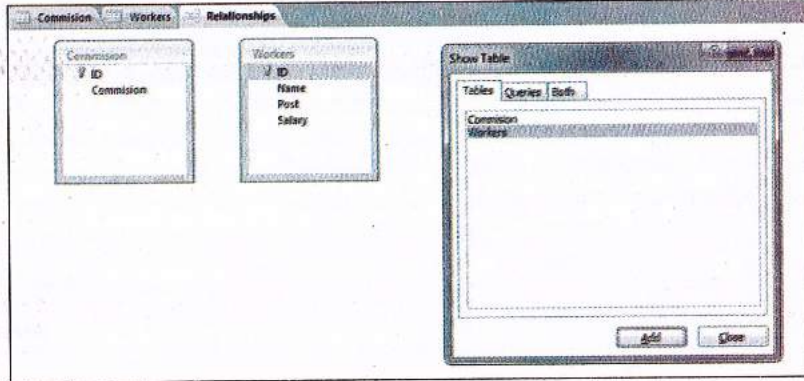 Commision Workers Relationships
Commision
ID
Commision
Workers
ID
Name
Post
Salary
Show Table
Tables Queries Both
Commision
Workers
Add Close